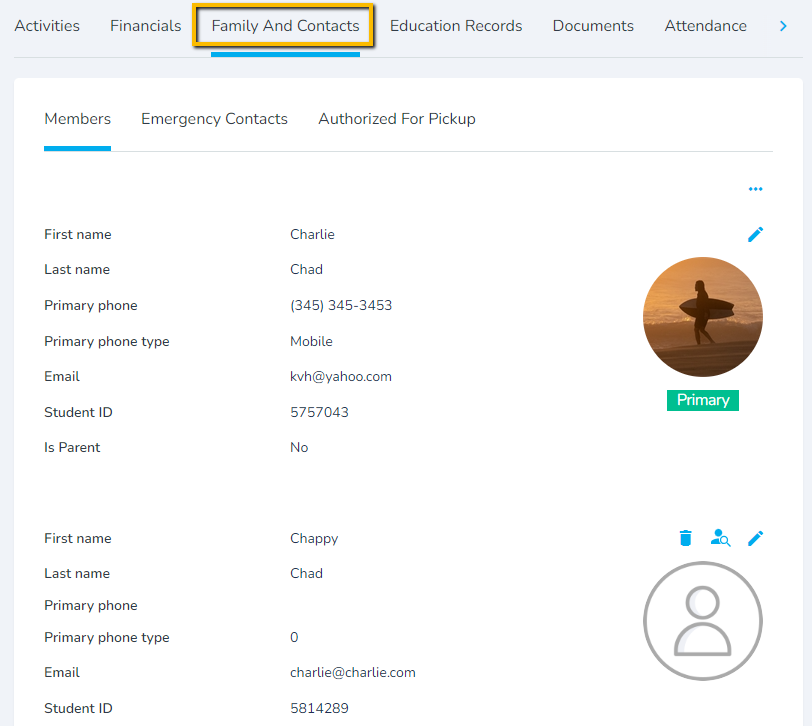 Activities Financials Family And Contacts Education Records Documents Attendance
Members Emergency Contacts Authorized For Pickup
First name Charlie
Last name Chad
Primary phone (345) 345-3453
Primary phone type Mobile
Email kvh@yahoo.com
Primary
Student ID 5757043
Is Parent No
First name Chappy
Last name Chad
Primary phone
Primary phone type 0
Email charlie@charlie.com
Student ID 5814289